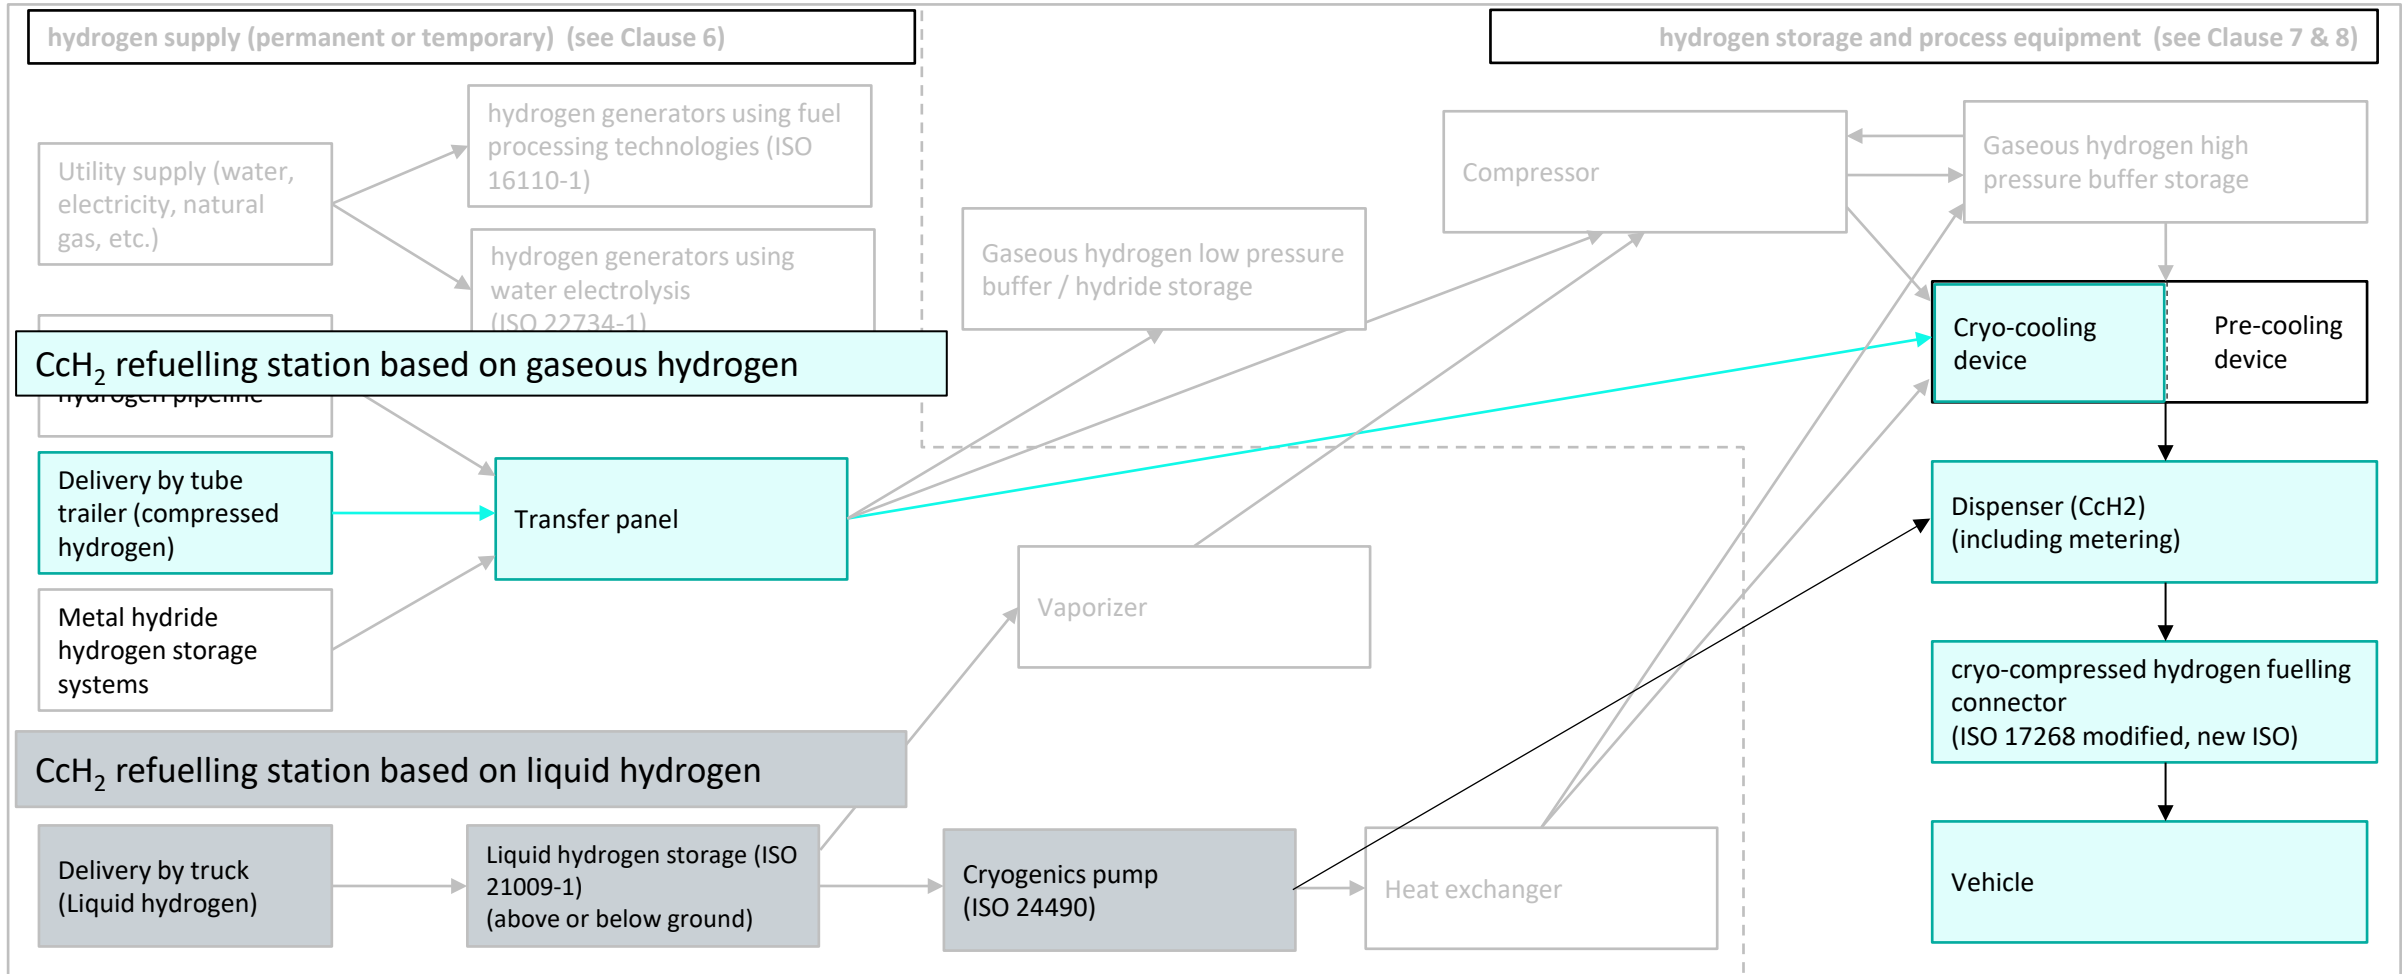 hydrogen supply (permanent or temporary) (see Clause 6)
hydrogen storage and process equipment (see Clause 7 & 8)
Utility supply (water,
electricity, natural
gas, etc.)
hydrogen generators using fuel
processing technologies (ISO
16110-1)
hydrogen generators using
water electrolysis
(ISO 22734-1)
Gaseous hydrogen low pressure
buffer / hydride storage
Compressor
Gaseous hydrogen high
pressure buffer storage
CcH₂ refuelling station based on gaseous hydrogen
hydrogen pipeline
Cryo-cooling
device
Pre-cooling
device
Delivery by tube
trailer (compressed
hydrogen)
Transfer panel
Dispenser (CcH2)
(including metering)
Metal hydride
hydrogen storage
systems
Vaporizer
cryo-compressed hydrogen fuelling
connector
(ISO 17268 modified, new ISO)
CcH₂ refuelling station based on liquid hydrogen
Delivery by truck
(Liquid hydrogen)
Liquid hydrogen storage (ISO
21009-1)
(above or below ground)
Cryogenics pump
(ISO 24490)
Heat exchanger
Vehicle